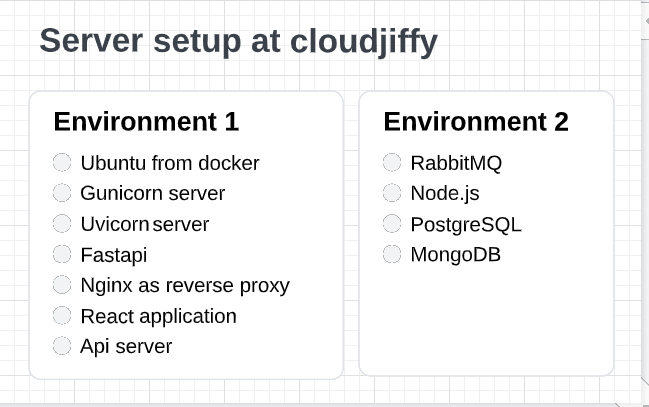 Server setup at cloudjiffy
Environment 1
Ubuntu from docker
Gunicorn server
Uvicorn server
Fastapi
Nginx as reverse proxy
React application
Api server
Environment 2
RabbitMQ
Node.js
PostgreSQL
MongoDB